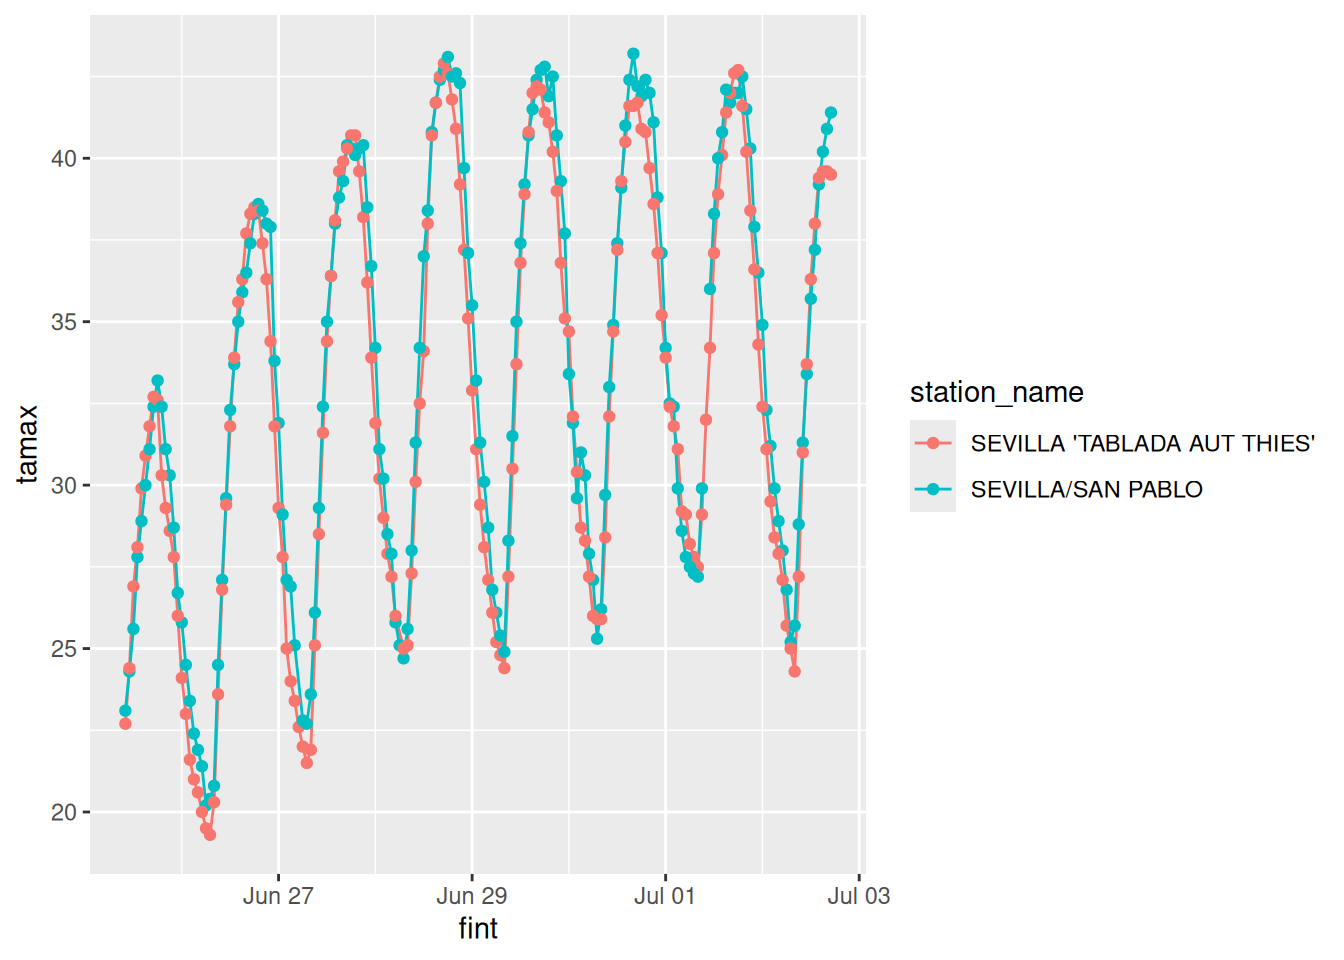 40
35
30
25
20
tamax
Jun 27
Jun 29
Jul 01
Jul 03
fint
station_name
SEVILLA 'TABLADA AUT THIES'
SEVILLA/SAN PABLO